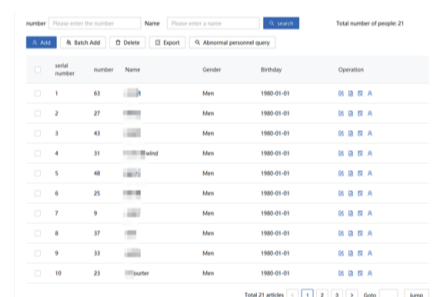 number Please enter the number Name Please enter a name search Total number of people: 21
Add Batch Add Delete Export Abnormal personnel query
serial number number Name Gender Birthday Operation
1 63 Men 1980-01-01
2 27 Men 1980-01-01
3 43 Men 1980-01-01
4 31 wind Men 1980-01-01
5 48 Men 1980-01-01
6 25 Men 1980-01-01
7 9 Men 1980-01-01
8 37 Men 1980-01-01
9 33 Men 1980-01-01
10 23 Men 1980-01-01
Total 21 articles < 1 2 3 > Goto Jump